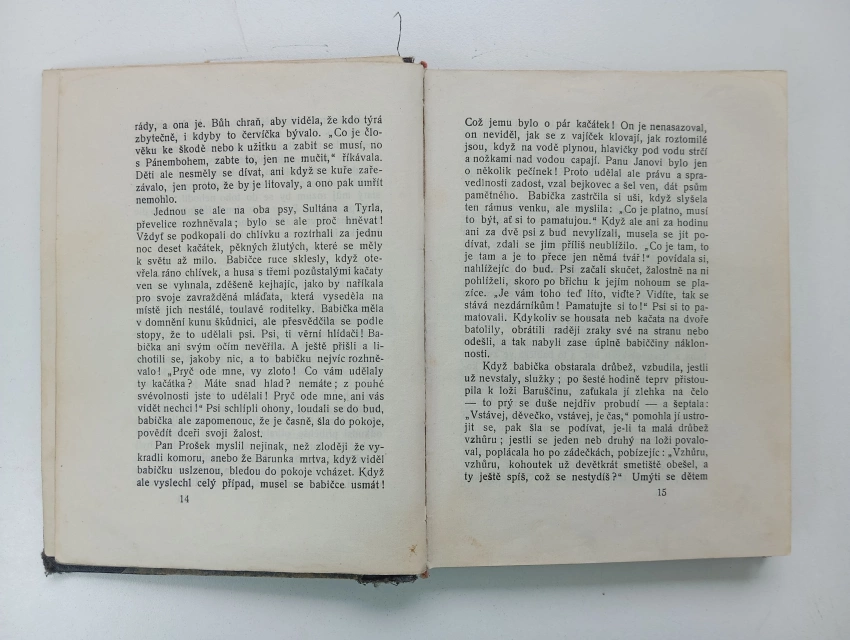 rády, a ona je. Bůh chraň, aby viděla, že kdo týrá
zbytečně, i kdyby to červíčka bývalo. „Co je člo-
věku ke škodě nebo k užitku a zabit se musí, no
s Pánembohem, zabte to, jen ne mučit,“ říkávala.
Děti ale nesměly se dívat, ani když se kuře zaře-
závalo, jen proto, že by je litovaly, a ono pak umřít
nemohlo.
Jednou se ale na oba psy, Sultána a Tyrla,
převelice rozhněvala; bylo se ale proč hněvat!
Vždyť se podkopali do chlívku a roztrhali za jednu
noc deset kačátek, pěkných žlutých, které se měly
k světu až milo. Babičce ruce sklesly, když ote-
vřela ráno chlívek, a husa s třemi pozůstalými kačaty
ven se vyhnala, zděšeně kejhajíc, jako by naříkala
pro svoje zavražděná mláďata, která vyseděla na
místě jich nestálé, toulavé roditelky. Babička měla
v domnění kunu škůdnici, ale přesvědčila se podle
stopy, že to udělali psi. Psi, ti věrní hlídači! Ba-
bička ani svým očím nevěřila. A ještě přišli a li-
chotili se, jakoby nic, a to babičku nejvíc rozhně-
valo! „Pryč ode mne, vy zloto! Co vám udělaly
ty kačátka? Máte snad hlad? nemáte; z pouhé
svévolnosti jste to udělali! Pryč ode mne, ani vás
vidět nechci!“ Psi schlípli ohony, loudali se do bud,
babička ale zapomenouc, že je časně, šla do pokoje,
povědít dceři svoji žalost.
Pan Prošek myslil nejinak, než zloději že vy-
kradli komoru, anebo že Barunka mrtva, když viděl
babičku uslzenou, bledou do pokoje vcházet. Když
ale vyslechl celý případ, musel se babičce usmát!
14
Což jemu bylo o pár kačátek! On je nenasazoval,
on neviděl, jak se z vajíček klovají, jak roztomilé
jsou, když na vodě plynou, hlavičky pod vodu strčí
a nožkami nad vodou capají. Panu Janovi bylo jen
o několik pečínek! Proto udělal ale právu a spra-
vedlnosti zadost, vzal bejkovec a šel ven, dát psům
pamětného. Babička zastrčila si uši, když slyšela
ten rámus venku, ale myslila: „Co je platno, musí
to být, ať si to pamatujou.“ Když ale ani za hodinu
ani za dvě psi z bud nevylízali, musela se jít po-
dívat, zdali se jim příliš neublížilo. „Co je tam, to
je tam a je to přece jen němá tvář!“ povídala si,
nahlížejíc do bud. Psi začali skučet, žalostně na ni
pohlíželi, skoro po břichu k jejím nohoum se pla-
zíce. „Je vám toho teď líto, viďte? Vidíte, tak se
stává nezdárníkům! Pamatujte si to!“ Psi si to pa-
matovali. Kdykoliv se housata neb kačata na dvoře
batolily, obrátili raději zraky své na stranu nebo
odešli, a tak nabyli zase úplně babiččiny náklon-
nosti.
Když babička obstarala drůbež, vzbudila, jestli
už nevstaly, služky; po šesté hodině teprv přistou-
pila k loži Baruščinu, zaťukala jí zlehka na čelo
— to prý se duše nejdřív probudí — a šeptala:
„Vstávej, děvečko, vstávej, je čas,“ pomohla jí ustro-
jit se, pak šla se podívat, je-li ta malá drůbež
vzhůru; jestli se jeden neb druhý na loži povalo-
val, poplácala ho po zádečkách, pobízejíc: „Vzhůru,
vzhůru, kohoutek už devětkrát smetiště obešel, a
ty ještě spíš, což se nestydíš?“ Umýti se dětem
15